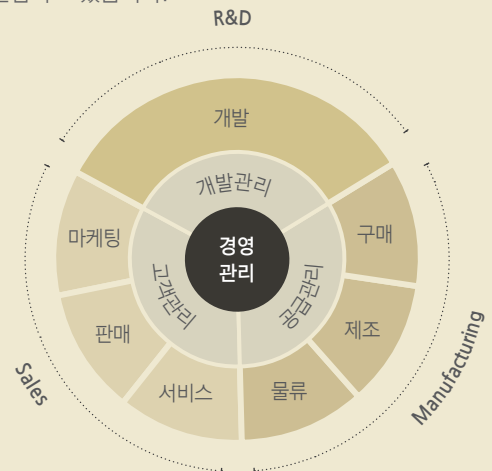 R&D
개발
개발관리
경영
관리
마케팅
구매
고객관리
공급관리
판매
제조
서비스
물류
Sales
Manufacturing